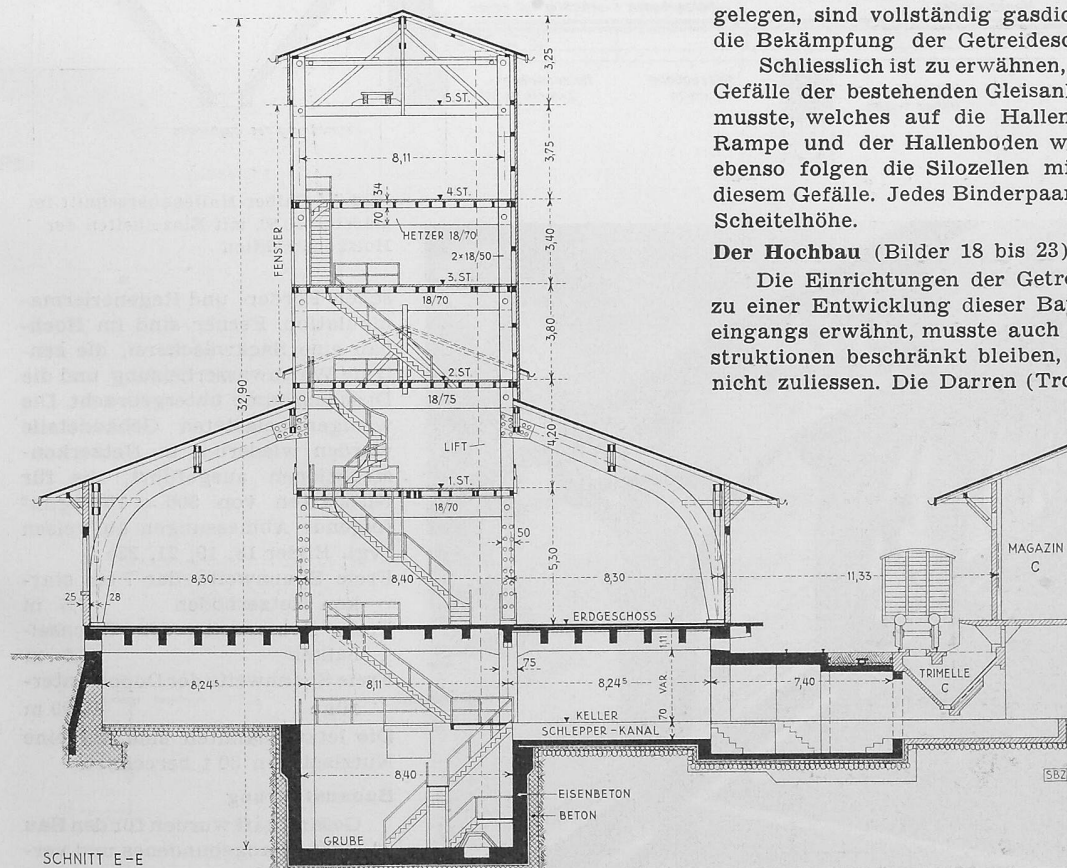 gelegen, sind vollständig gasdic
die Bekämpfung der Getreidesc
Schliesslich ist zu erwähnen,
Gefälle der bestehenden Gleisanl
musste, welches auf die Hallen
Rampe und der Hallenboden w
ebenso folgen die Silozellen mi
diesem Gefälle. Jedes Binderpaar
Scheitelhöhe.
Der Hochbau (Bilder 18 bis 23)
Die Einrichtungen der Getre
zu einer Entwicklung dieser Ba
eingangs erwähnt, musste auch
struktionen beschränkt bleiben,
nicht zuliessen. Die Darren (Tro
3,25
5. ST.
8,11
3,75
FENSTER
34
4. ST.
70
HETZER 18/70
2×18/50
3,40
3. ST.
18/70
3,80
2. ST.
18/75
32,90
LIFT
4,20
1. ST.
18/70
50
5,30
8,30
8,40
8,30
11,33
MAGAZIN
C
25
28
ERDGESCHOSS
1,11
75
TRIMELLE
C
8,24⁵
8,11
8,24⁵
VAR
7,40
70
KELLER
SCHLEPPER-KANAL
8,40
SBZ
EISENBETON
BETON
GRUBE
SCHNITT E-E